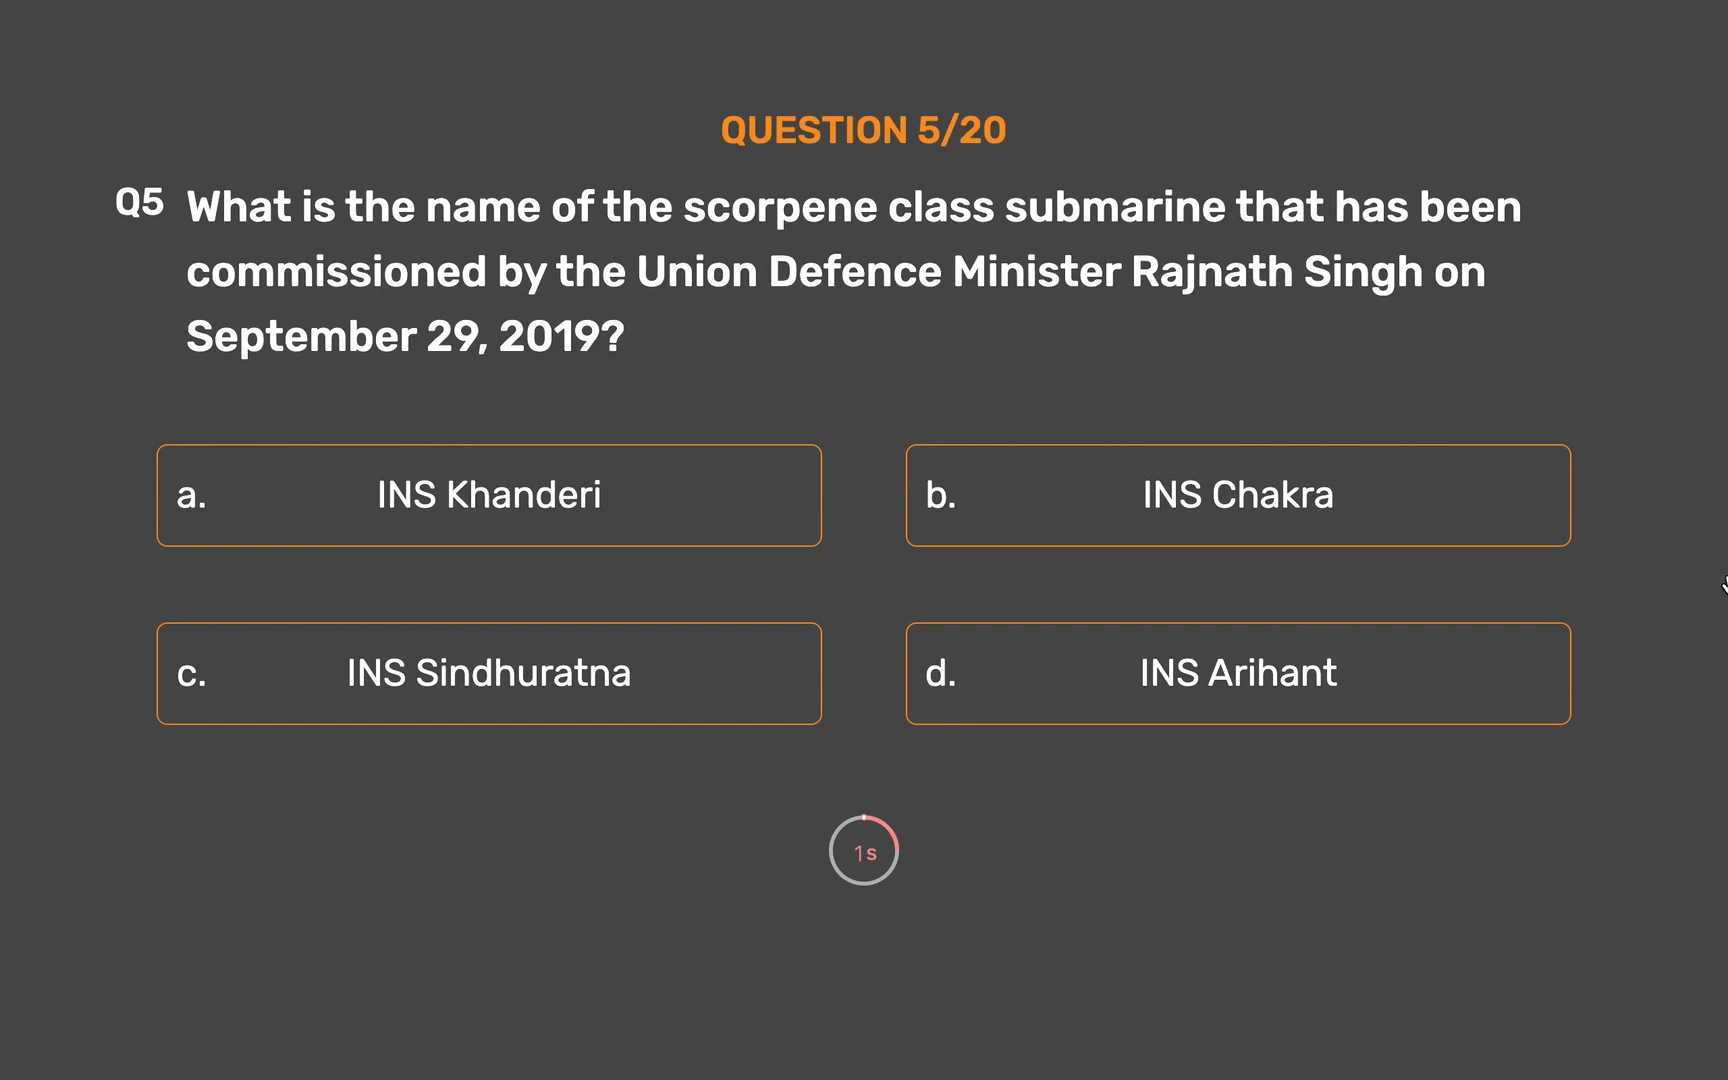 QUESTION 5/20
Q5 What is the name of the scorpene class submarine that has been
commissioned by the Union Defence Minister Rajnath Singh on
September 29, 2019?
a. INS Khanderi
b. INS Chakra
c. INS Sindhuratna
d. INS Arihant
1s